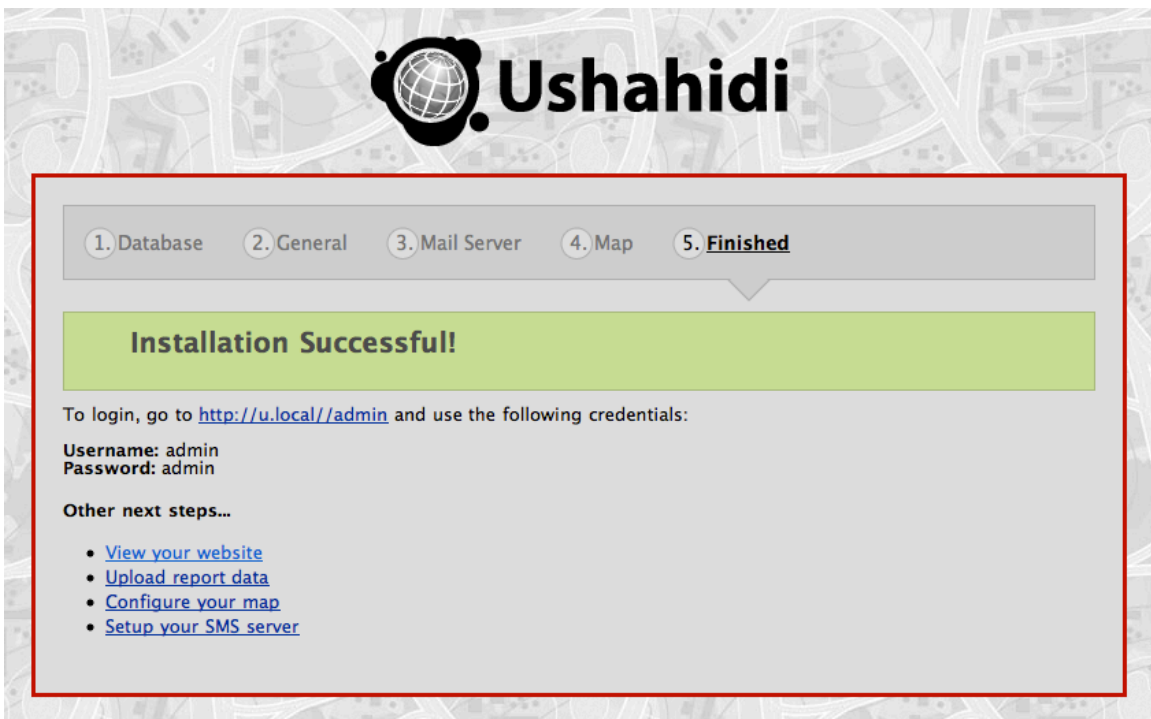 Ushahidi
1. Database 2. General 3. Mail Server 4. Map 5. Finished
Installation Successful!
To login, go to http://u.local//admin and use the following credentials:
Username: admin
Password: admin
Other next steps...
• View your website
• Upload report data
• Configure your map
• Setup your SMS server